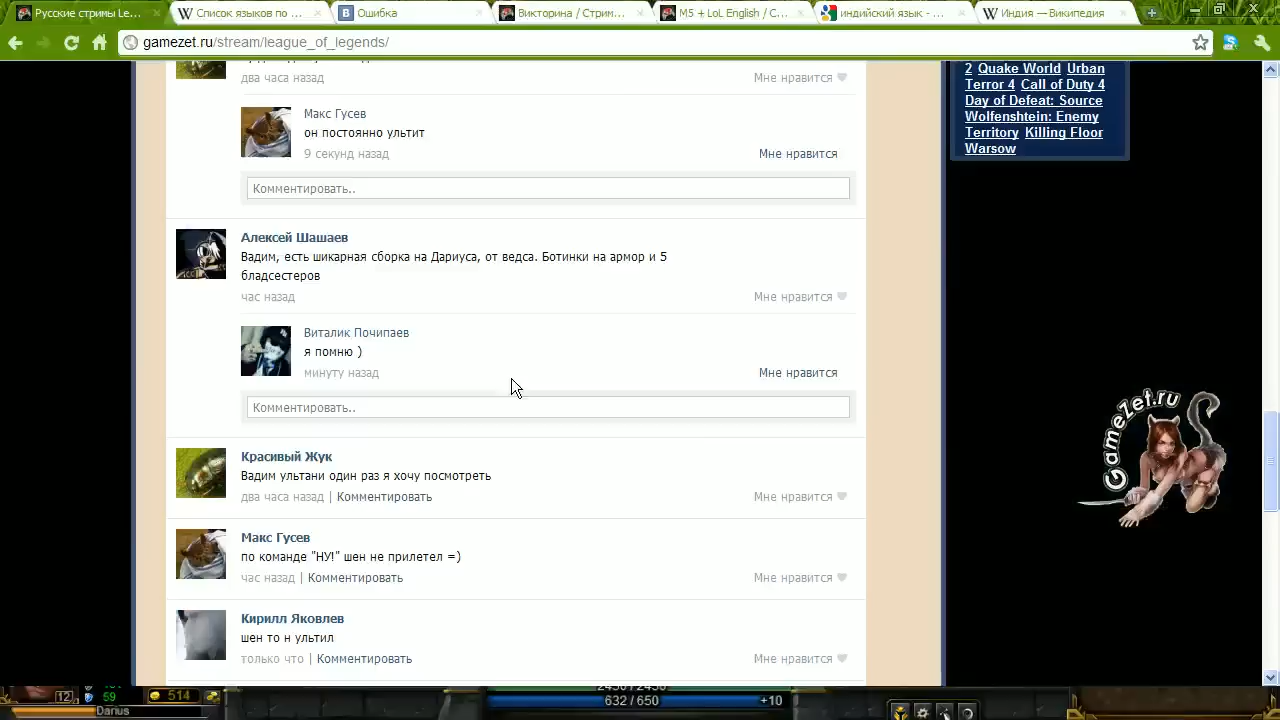 Русские стримы Le...
Список языков по ...
Ошибка
Викторина / Стрим...
M5 + LoL English / С...
индийский язык - ...
Индия — Википедия
gamezet.ru/stream/league_of_legends/
два часа назад
Мне нравится
2 Quake World Urban
Terror 4 Call of Duty 4
Day of Defeat: Source
Wolfenshtein: Enemy
Territory Killing Floor
Warsow
Макс Гусев
он постоянно ультит
9 секунд назад
Мне нравится
Комментировать..
Алексей Шашаев
Вадим, есть шикарная сборка на Дариуса, от ведса. Ботинки на армор и 5
бладсестеров
час назад
Мне нравится
Виталик Почипаев
я помню )
минуту назад
Мне нравится
Комментировать..
GameZet.ru
Красивый Жук
Вадим ультани один раз я хочу посмотреть
два часа назад | Комментировать
Мне нравится
Макс Гусев
по команде "НУ!" шен не прилетел =)
час назад | Комментировать
Мне нравится
Кирилл Яковлев
шен то н ультил
только что | Комментировать
Мне нравится
12
59
514
632 / 650
+10
Darius